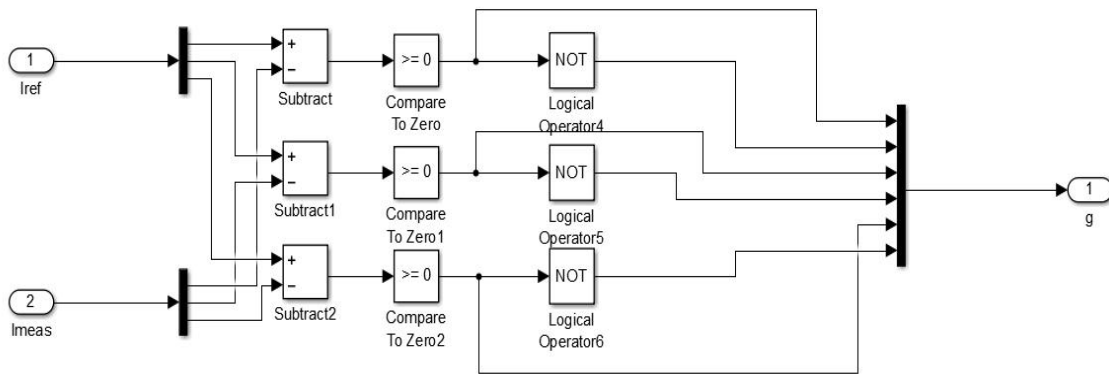 1
Iref
+
−
Subtract
>= 0
Compare
To Zero
NOT
Logical
Operator4
+
−
Subtract1
>= 0
Compare
To Zero1
NOT
Logical
Operator5
1
g
+
−
Subtract2
>= 0
Compare
To Zero2
NOT
Logical
Operator6
2
Imeas